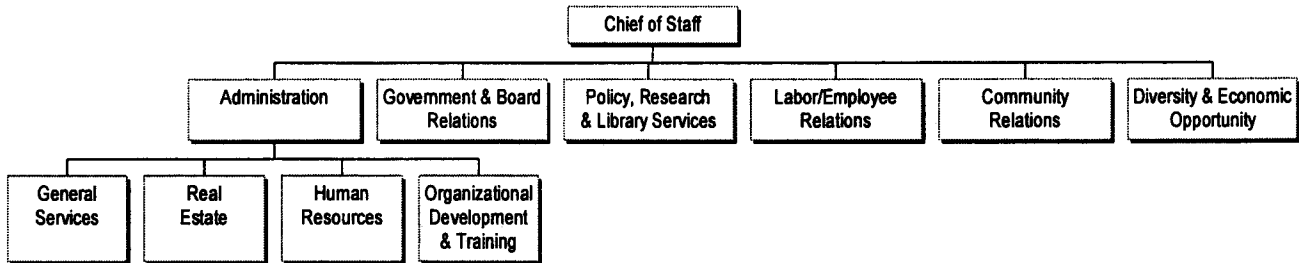 Chief of Staff
Administration
Government & Board
Relations
Policy, Research
& Library Services
Labor/Employee
Relations
Community
Relations
Diversity & Economic
Opportunity
General
Services
Real
Estate
Human
Resources
Organizational
Development
& Training